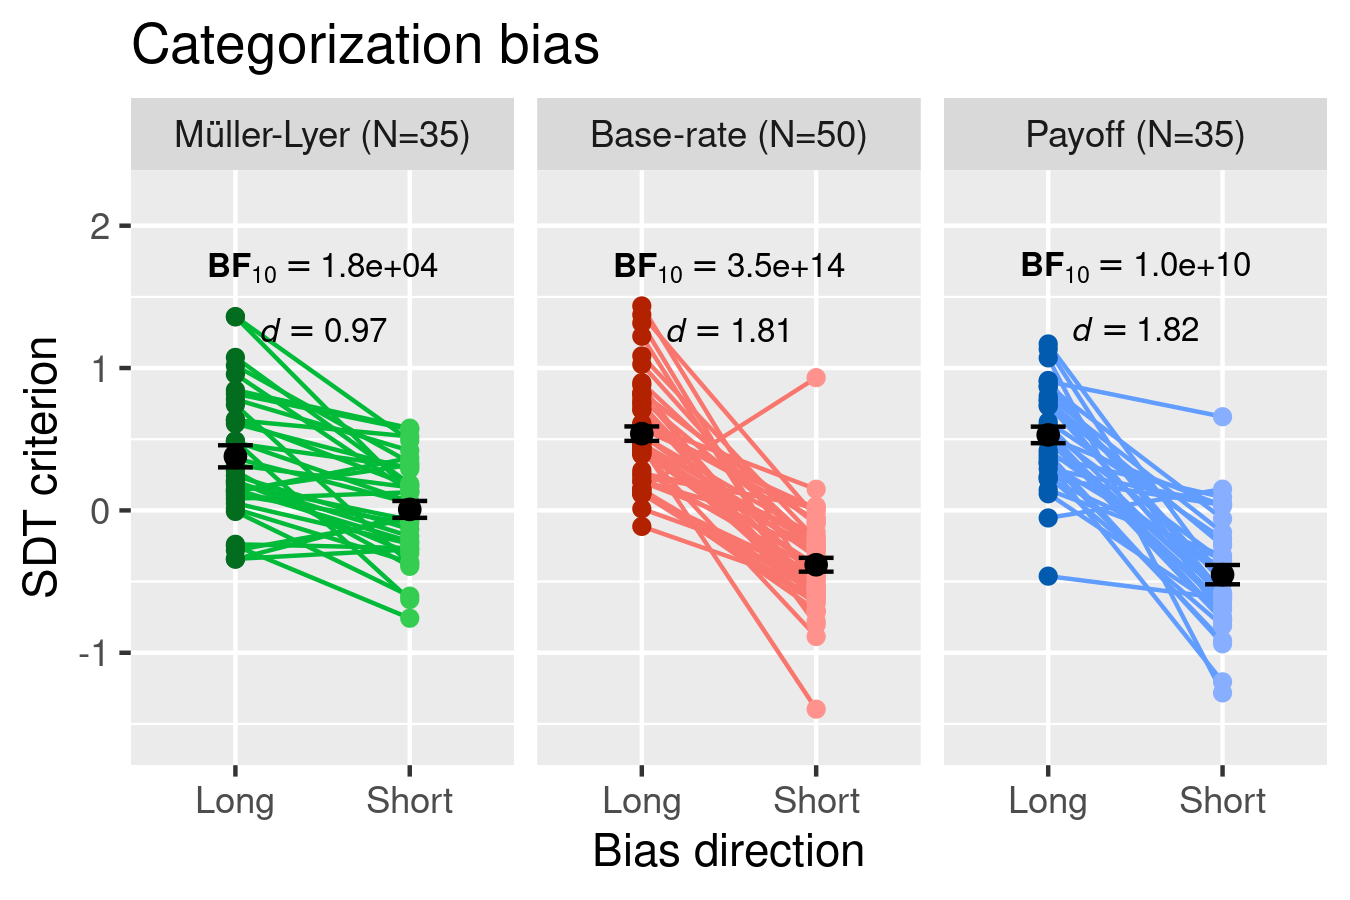 Categorization bias
Müller-Lyer (N=35)
Base-rate (N=50)
Payoff (N=35)
BF10 = 1.8e+04
d = 0.97
BF10 = 3.5e+14
d = 1.81
BF10 = 1.0e+10
d = 1.82
SDT criterion
2
1
0
-1
Long
Short
Long
Short
Long
Short
Bias direction